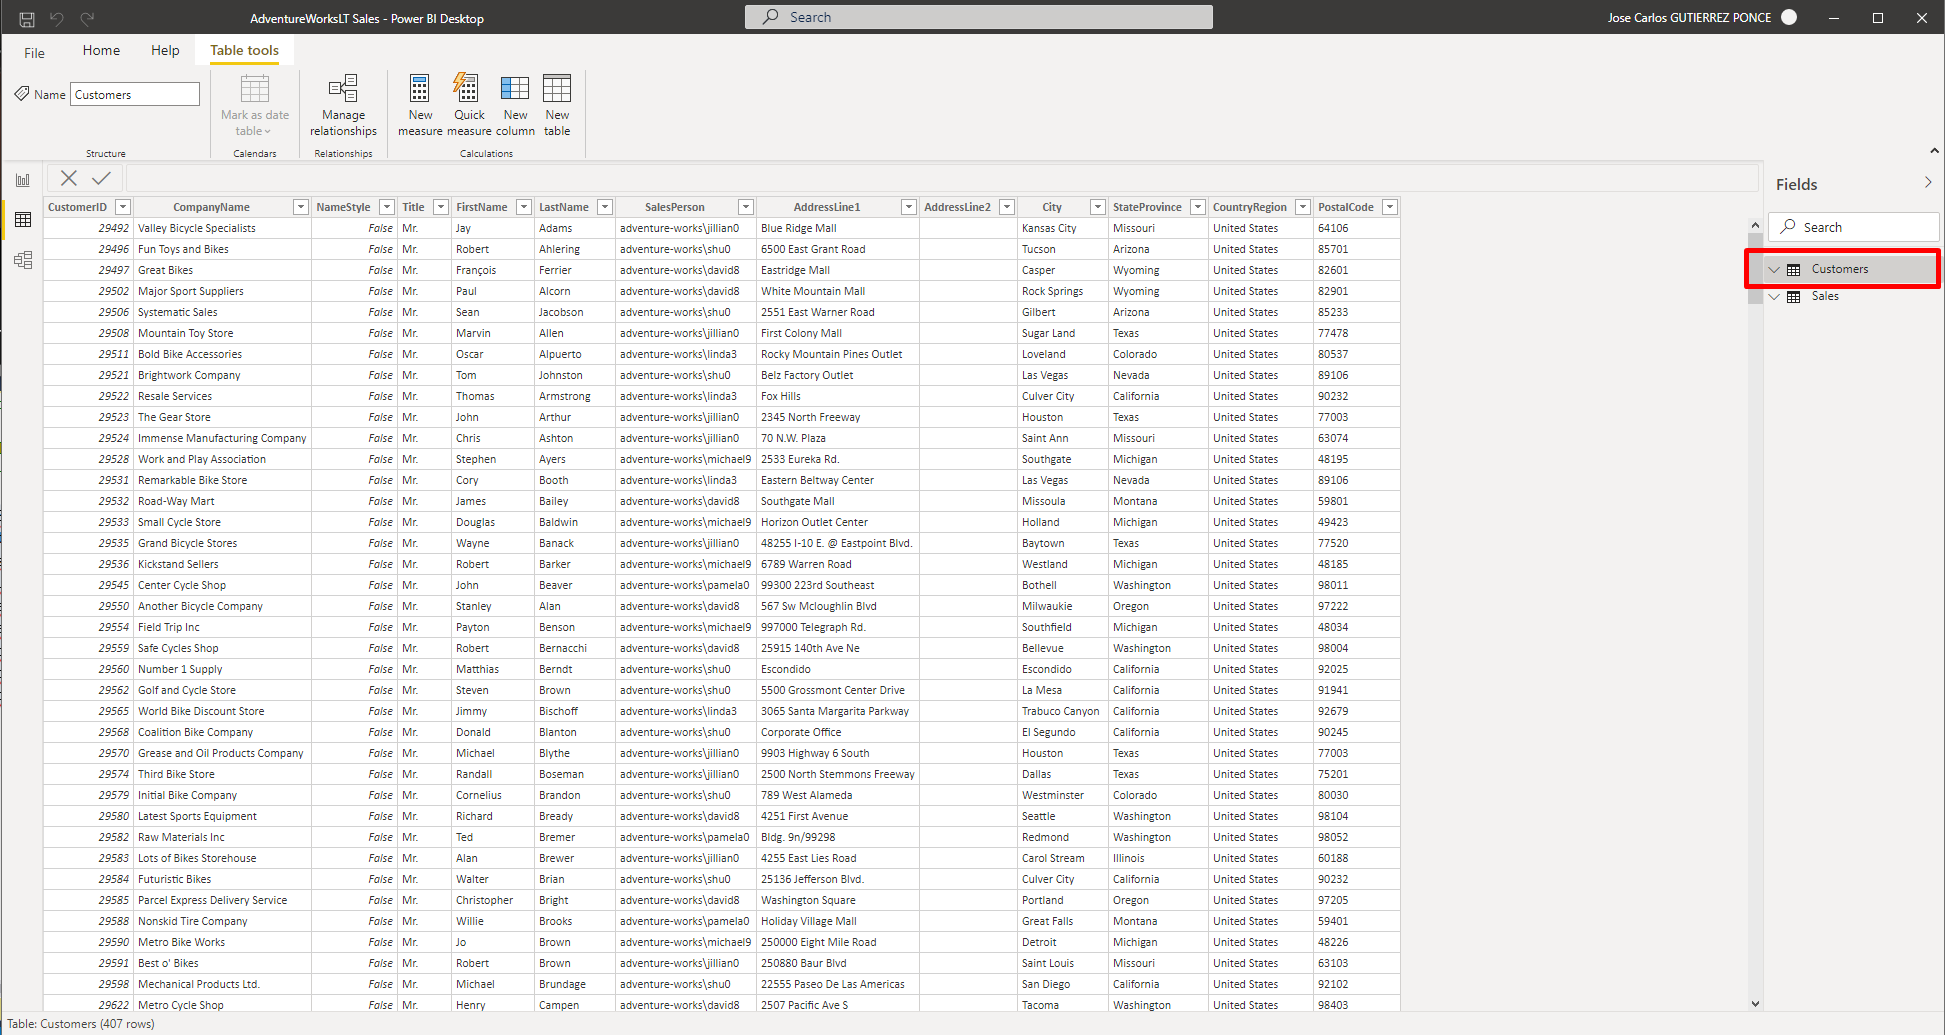 AdventureWorksLT Sales - Power BI Desktop
Search
Jose Carlos GUTIERREZ PONCE
File Home Help Table tools
Name Customers
Mark as date table
Manage relationships
New measure
Quick measure
New column
New table
Structure Calendars Relationships Calculations
CustomerID CompanyName NameStyle Title FirstName LastName SalesPerson AddressLine1 AddressLine2 City StateProvince CountryRegion PostalCode
29492 Valley Bicycle Specialists False Mr. Jay Adams adventure-works\jillian0 Blue Ridge Mall Kansas City Missouri United States 64106
29496 Fun Toys and Bikes False Mr. Robert Ahlering adventure-works\shu0 6500 East Grant Road Tucson Arizona United States 85701
29497 Great Bikes False Mr. François Ferrier adventure-works\david8 Eastridge Mall Casper Wyoming United States 82601
29502 Major Sport Suppliers False Mr. Paul Alcorn adventure-works\david8 White Mountain Mall Rock Springs Wyoming United States 82901
29506 Systematic Sales False Mr. Sean Jacobson adventure-works\shu0 2551 East Warner Road Gilbert Arizona United States 85233
29508 Mountain Toy Store False Mr. Marvin Allen adventure-works\jillian0 First Colony Mall Sugar Land Texas United States 77478
29511 Bold Bike Accessories False Mr. Oscar Alpuerto adventure-works\linda3 Rocky Mountain Pines Outlet Loveland Colorado United States 80537
29521 Brightwork Company False Mr. Tom Johnston adventure-works\shu0 Belz Factory Outlet Las Vegas Nevada United States 89106
29522 Resale Services False Mr. Thomas Armstrong adventure-works\linda3 Fox Hills Culver City California United States 90232
29523 The Gear Store False Mr. John Arthur adventure-works\jillian0 2345 North Freeway Houston Texas United States 77003
29524 Immense Manufacturing Company False Mr. Chris Ashton adventure-works\jillian0 70 N.W. Plaza Saint Ann Missouri United States 63074
29528 Work and Play Association False Mr. Stephen Ayers adventure-works\michael9 2533 Eureka Rd. Southgate Michigan United States 48195
29531 Remarkable Bike Store False Mr. Cory Booth adventure-works\linda3 Eastern Beltway Center Las Vegas Nevada United States 89106
29532 Road-Way Mart False Mr. James Bailey adventure-works\david8 Southgate Mall Missoula Montana United States 59801
29533 Small Cycle Store False Mr. Douglas Baldwin adventure-works\michael9 Horizon Outlet Center Holland Michigan United States 49423
29535 Grand Bicycle Stores False Mr. Wayne Banack adventure-works\jillian0 48255 I-10 E. @ Eastpoint Blvd. Baytown Texas United States 77520
29536 Kickstand Sellers False Mr. Robert Barker adventure-works\michael9 6789 Warren Road Westland Michigan United States 48185
29545 Center Cycle Shop False Mr. John Beaver adventure-works\pamela0 99300 223rd Southeast Bothell Washington United States 98011
29550 Another Bicycle Company False Mr. Stanley Alan adventure-works\david8 567 Sw Mcloughlin Blvd Milwaukie Oregon United States 97222
29554 Field Trip Inc False Mr. Payton Benson adventure-works\michael9 997000 Telegraph Rd. Southfield Michigan United States 48034
29559 Safe Cycles Shop False Mr. Robert Bernacchi adventure-works\david8 25915 140th Ave Ne Bellevue Washington United States 98004
29560 Number 1 Supply False Mr. Matthias Berndt adventure-works\shu0 Escondido Escondido California United States 92025
29562 Golf and Cycle Store False Mr. Steven Brown adventure-works\shu0 5500 Grossmont Center Drive La Mesa California United States 91941
29565 World Bike Discount Store False Mr. Jimmy Bischoff adventure-works\linda3 3065 Santa Margarita Parkway Trabuco Canyon California United States 92679
29568 Coalition Bike Company False Mr. Donald Blanton adventure-works\shu0 Corporate Office El Segundo California United States 90245
29570 Grease and Oil Products Company False Mr. Michael Blythe adventure-works\jillian0 9903 Highway 6 South Houston Texas United States 77003
29574 Third Bike Store False Mr. Randall Boseman adventure-works\jillian0 2500 North Stemmons Freeway Dallas Texas United States 75201
29579 Initial Bike Company False Mr. Cornelius Brandon adventure-works\shu0 789 West Alameda Westminster Colorado United States 80030
29580 Latest Sports Equipment False Mr. Richard Bready adventure-works\david8 4251 First Avenue Seattle Washington United States 98104
29582 Raw Materials Inc False Mr. Ted Bremer adventure-works\pamela0 Bldg. 9n/99298 Redmond Washington United States 98052
29583 Lots of Bikes Storehouse False Mr. Alan Brewer adventure-works\jillian0 4255 East Lies Road Carol Stream Illinois United States 60188
29584 Futuristic Bikes False Mr. Walter Brian adventure-works\shu0 25136 Jefferson Blvd. Culver City California United States 90232
29585 Parcel Express Delivery Service False Mr. Christopher Bright adventure-works\david8 Washington Square Portland Oregon United States 97205
29588 Nonskid Tire Company False Mr. Willie Brooks adventure-works\pamela0 Holiday Village Mall Great Falls Montana United States 59401
29590 Metro Bike Works False Mr. Jo Brown adventure-works\michael9 250000 Eight Mile Road Detroit Michigan United States 48226
29591 Best o' Bikes False Mr. Robert Brown adventure-works\jillian0 250880 Baur Blvd Saint Louis Missouri United States 63103
29598 Mechanical Products Ltd. False Mr. Michael Brundage adventure-works\shu0 22555 Paseo De Las Americas San Diego California United States 92102
29622 Metro Cycle Shop False Mr. Henry Campen adventure-works\david8 2507 Pacific Ave S Tacoma Washington United States 98403
Fields
Search
Customers
Sales
Table: Customers (407 rows)